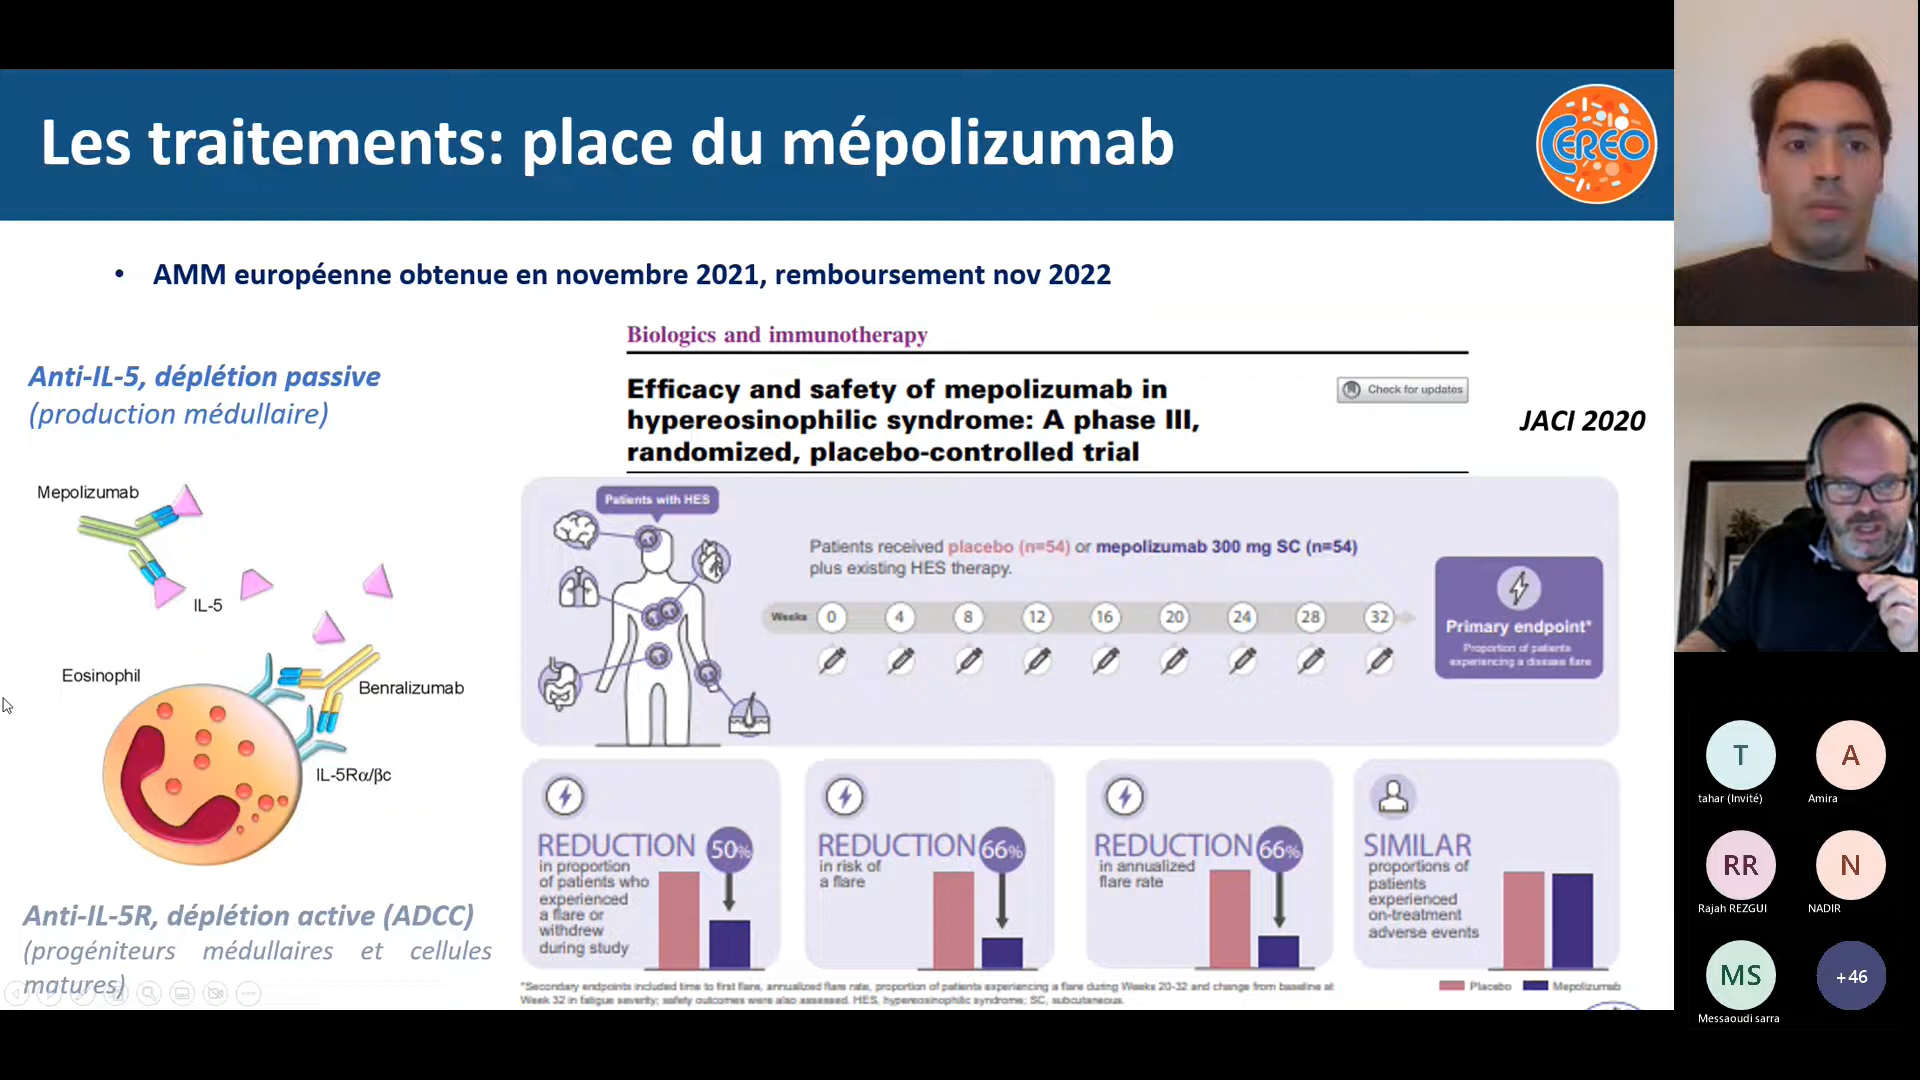 Les traitements: place du mépolizumab
CEREO
• AMM européenne obtenue en novembre 2021, remboursement nov 2022
Anti-IL-5, déplétion passive
(production médullaire)
Biologics and immunotherapy
Efficacy and safety of mepolizumab in
hypereosinophilic syndrome: A phase III,
randomized, placebo-controlled trial
Check for updates
JACI 2020
Mepolizumab
IL-5
Eosinophil
Benralizumab
IL-5Rα/βc
Anti-IL-5R, déplétion active (ADCC)
(progéniteurs médullaires et cellules
matures)
Patients with HES
Patients received placebo (n=54) or mepolizumab 300 mg SC (n=54)
plus existing HES therapy.
Weeks 0 4 8 12 16 20 24 28 32
Primary endpoint*
Proportion of patients
experiencing a disease flare
REDUCTION 50%
in proportion
of patients who
experienced
a flare or
withdrew
during study
REDUCTION 66%
in risk of
a flare
REDUCTION 66%
in annualized
flare rate
SIMILAR
proportions of
patients
experienced
on-treatment
adverse events
*Secondary endpoints included time to first flare, annualized flare rate, proportion of patients experiencing a flare during Weeks 20-32 and change from baseline at
Week 32 in fatigue severity; safety outcomes were also assessed. HES, hypereosinophilic syndrome; SC, subcutaneous.
Placebo Mepolizumab
T
tahar (Invité)
A
Amira
RR
Rajah REZGUI
N
NADIR
MS
Messaoudi sarra
+46